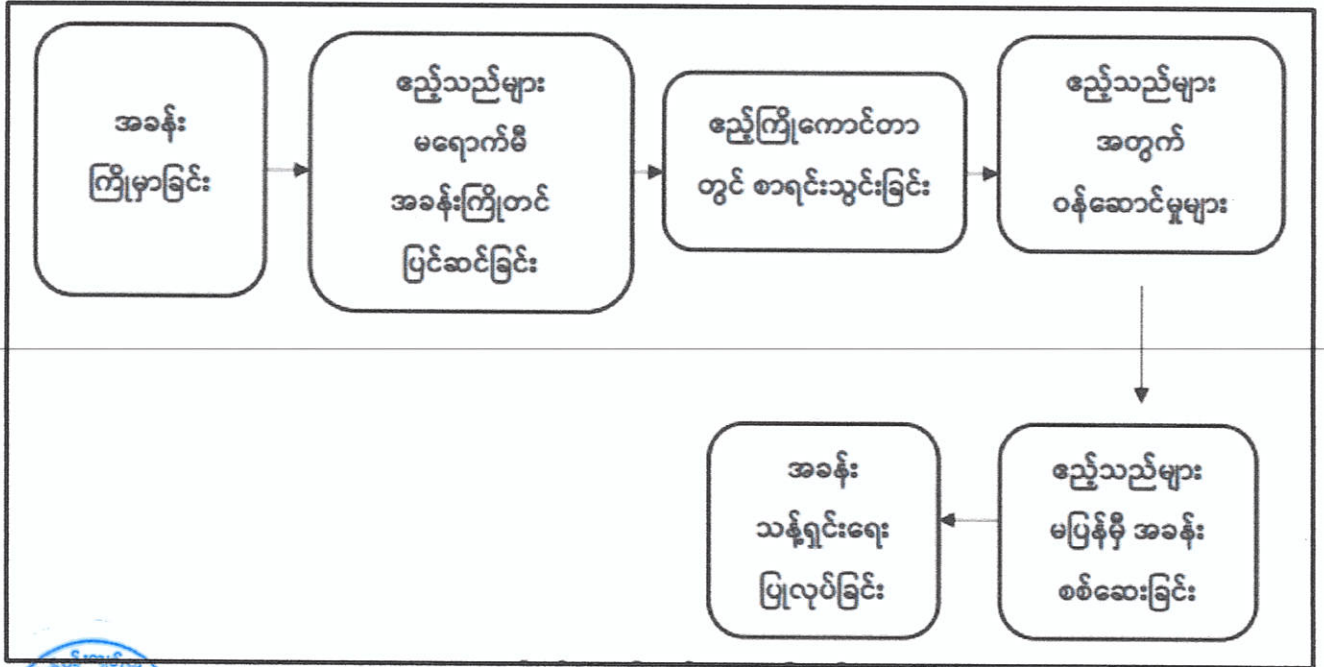 အခန်း
ကြိုမှာခြင်း
ဧည့်သည်များ
မရောက်မီ
အခန်းကြိုတင်
ပြင်ဆင်ခြင်း
ဧည့်ကြိုကောင်တာ
တွင် စာရင်းသွင်းခြင်း
ဧည့်သည်များ
အတွက်
ဝန်ဆောင်မှုများ
ဧည့်သည်များ
မပြန်မှီ အခန်း
စစ်ဆေးခြင်း
အခန်း
သန့်ရှင်းရေး
ပြုလုပ်ခြင်း